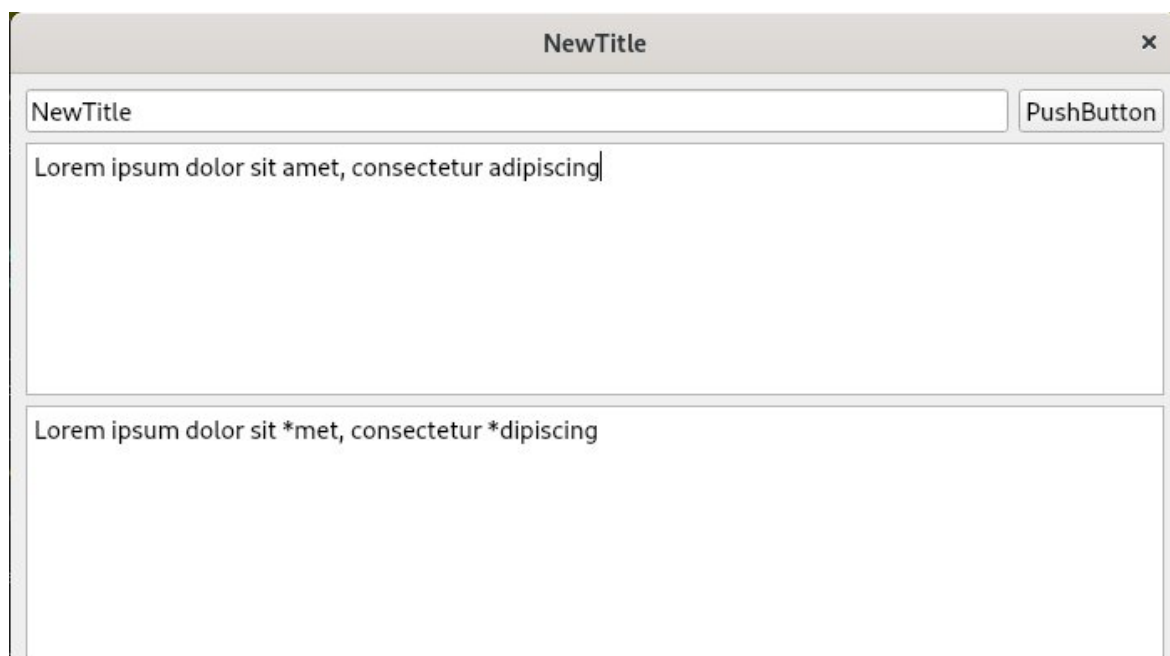 NewTitle ×
NewTitle PushButton
Lorem ipsum dolor sit amet, consectetur adipiscing
Lorem ipsum dolor sit *met, consectetur *dipiscing